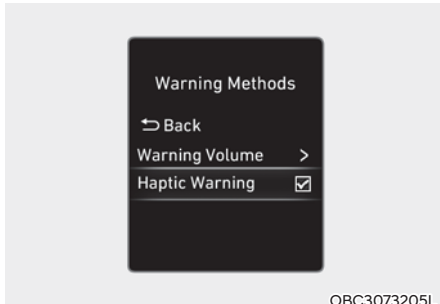 Warning Methods
Back
Warning Volume >
Haptic Warning
OBC3073205L